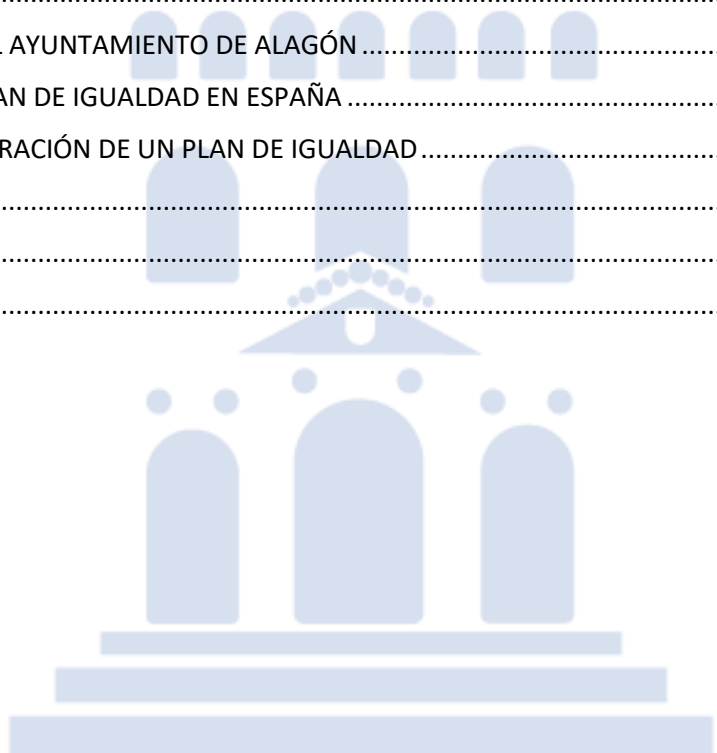 L AYUNTAMIENTO DE ALAGÓN
AN DE IGUALDAD EN ESPAÑA
RACIÓN DE UN PLAN DE IGUALDAD